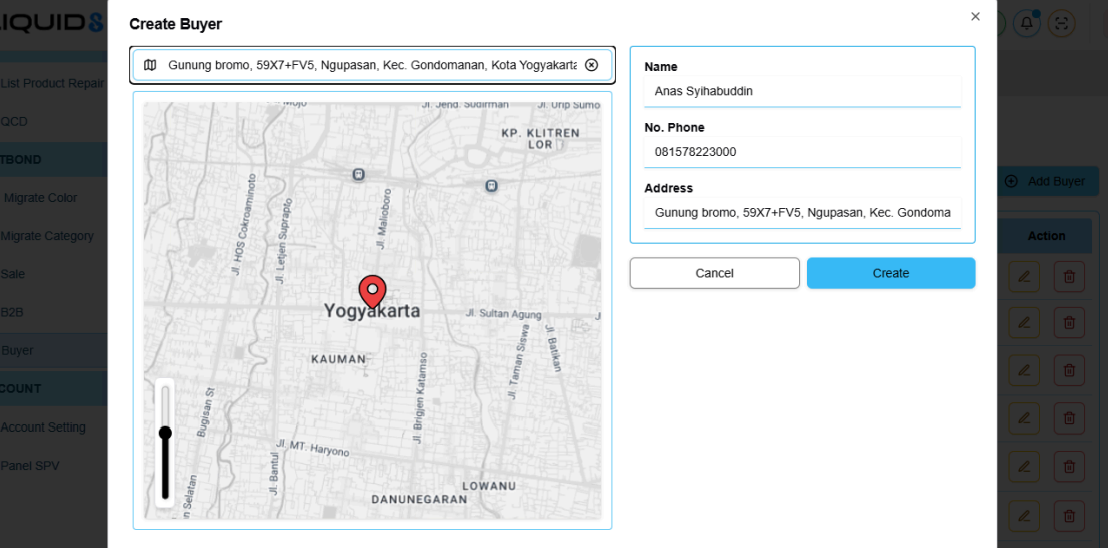 LIQUID8
Create Buyer
List Product Repair
QCD
TBOND
Migrate Color
Migrate Category
Sale
B2B
Buyer
COUNT
Account Setting
Panel SPV
Gunung bromo, 59X7+FV5, Ngupasan, Kec. Gondomanan, Kota Yogyakarta
Mojo
Jl. Jend. Sudirman
Jl. Urip Sumo
KP. KLITREN
LOR
Jl. HOS Cokroaminoto
Jl. Letjen Suprapto
Jl. Malioboro
Yogyakarta
Jl. Sultan Agung
KAUMAN
Jl. Taman Siswa
Jl. Batikan
Jl. Brigjen Katamso
Bugisan St
Jl. MT. Haryono
Jl. Bantul
n Selatan
LOWANU
DANUNEGARAN
Name
Anas Syihabuddin
No. Phone
081578223000
Address
Gunung bromo, 59X7+FV5, Ngupasan, Kec. Gondoma
Cancel
Create
Add Buyer
Action